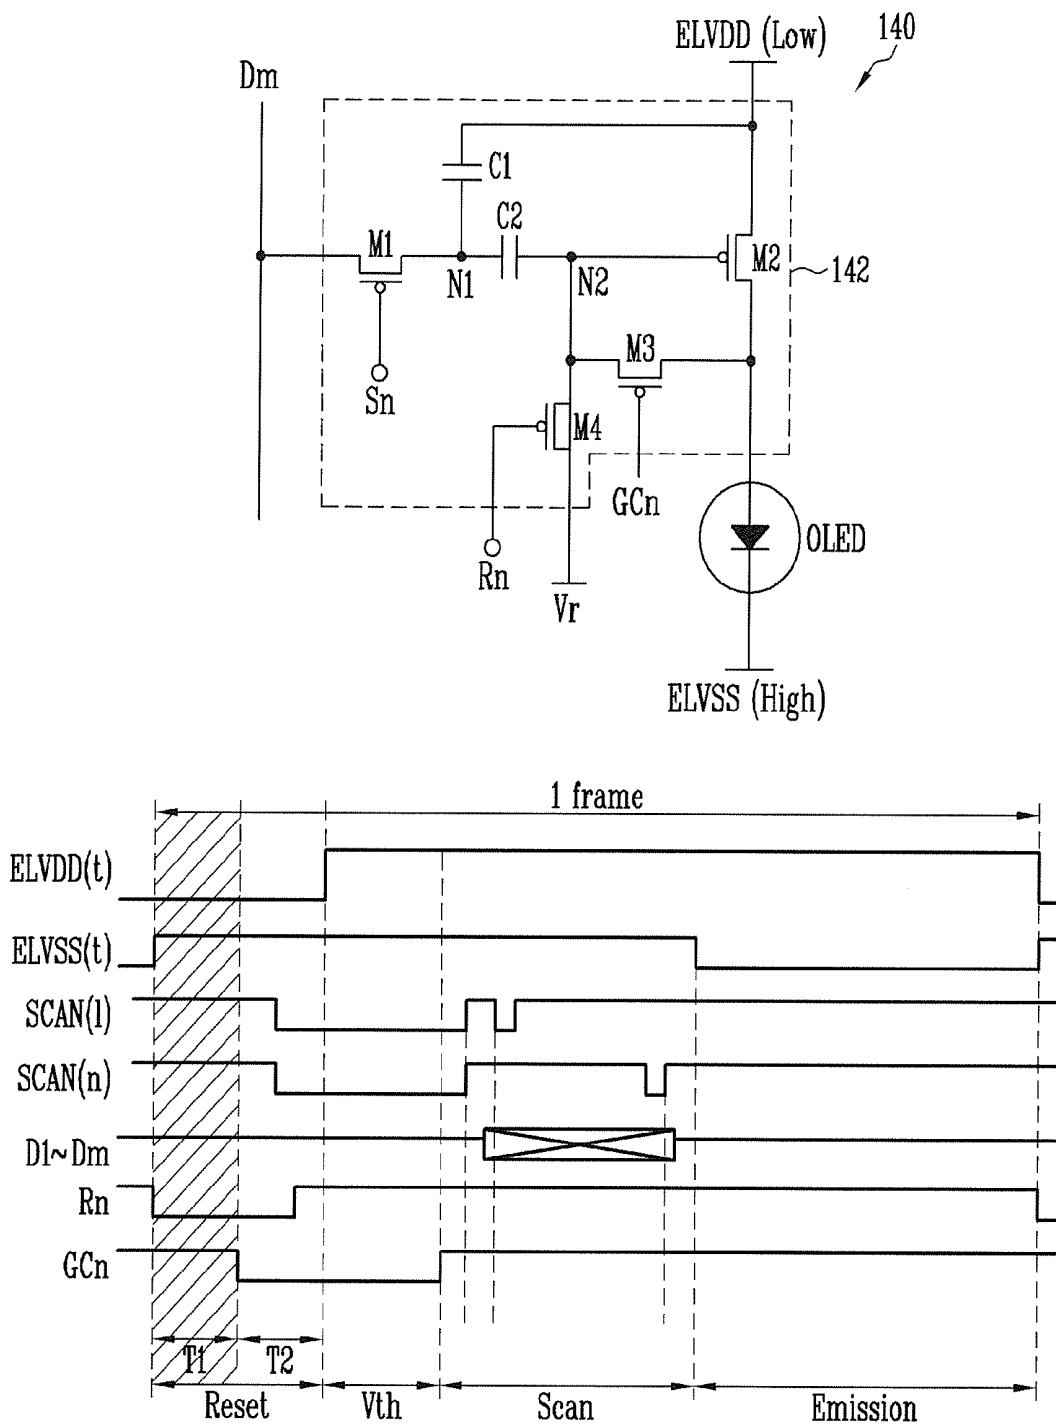 ELVDD (Low)
140
Dm
C1
C2
M1
M2
N1
N2
142
M3
Sn
M4
GCn
OLED
Rn
Vr
ELVSS (High)
1 frame
ELVDD(t)
ELVSS(t)
SCAN(1)
SCAN(n)
D1~Dm
Rn
GCn
T1
T2
Reset
Vth
Scan
Emission